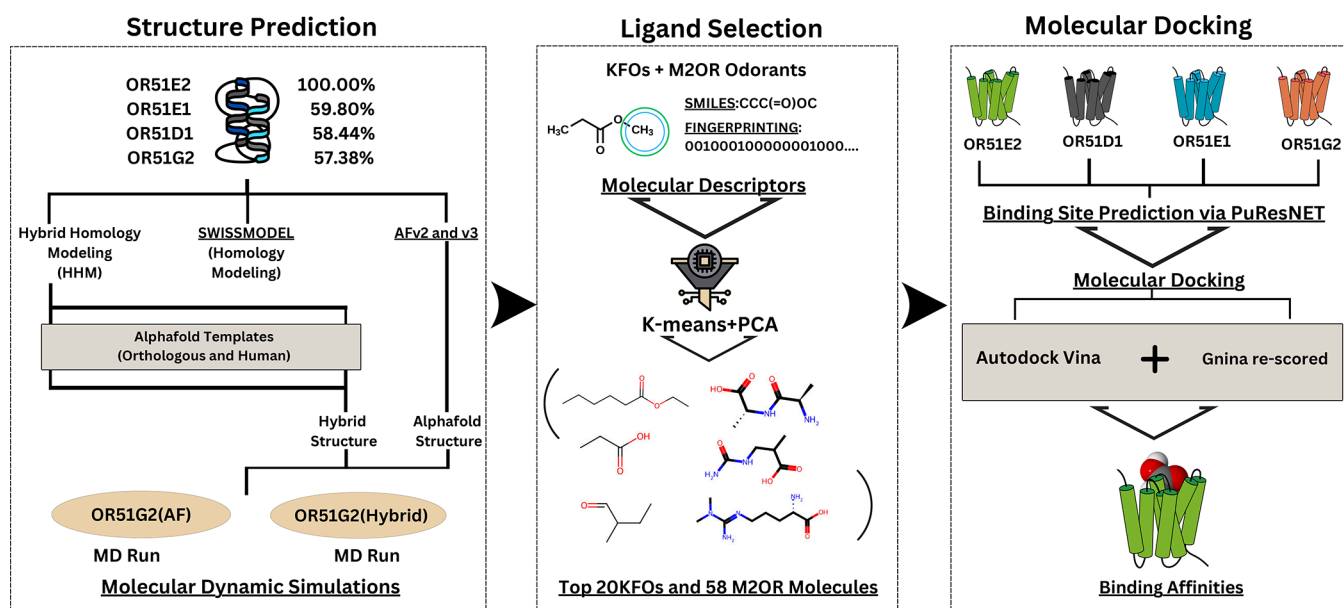 Structure Prediction
OR51E2 100.00%
OR51E1 59.80%
OR51D1 58.44%
OR51G2 57.38%
Hybrid Homology
Modeling
(HHM)
SWISSMODEL
(Homology
Modeling)
AFv2 and v3
Alphafold Templates
(Orthologous and Human)
Hybrid
Structure
Alphafold
Structure
OR51G2(AF)
OR51G2(Hybrid)
MD Run
MD Run
Molecular Dynamic Simulations
Ligand Selection
KFOs + M2OR Odorants
SMILES:CCC(=O)OC
FINGERPRINTING:
001000100000001000....
H₃C
O
CH₃
O
Molecular Descriptors
K-means+PCA
O
O
O
HO
O
NH
NH₂
OH
O
O
NH
H₂N
O
HO
O
N
N
NH₂
NH₂
OH
O
Top 20KFOs and 58 M2OR Molecules
Molecular Docking
OR51E2
OR51D1
OR51E1
OR51G2
Binding Site Prediction via PuResNET
Molecular Docking
Autodock Vina
Gnina re-scored
Binding Affinities